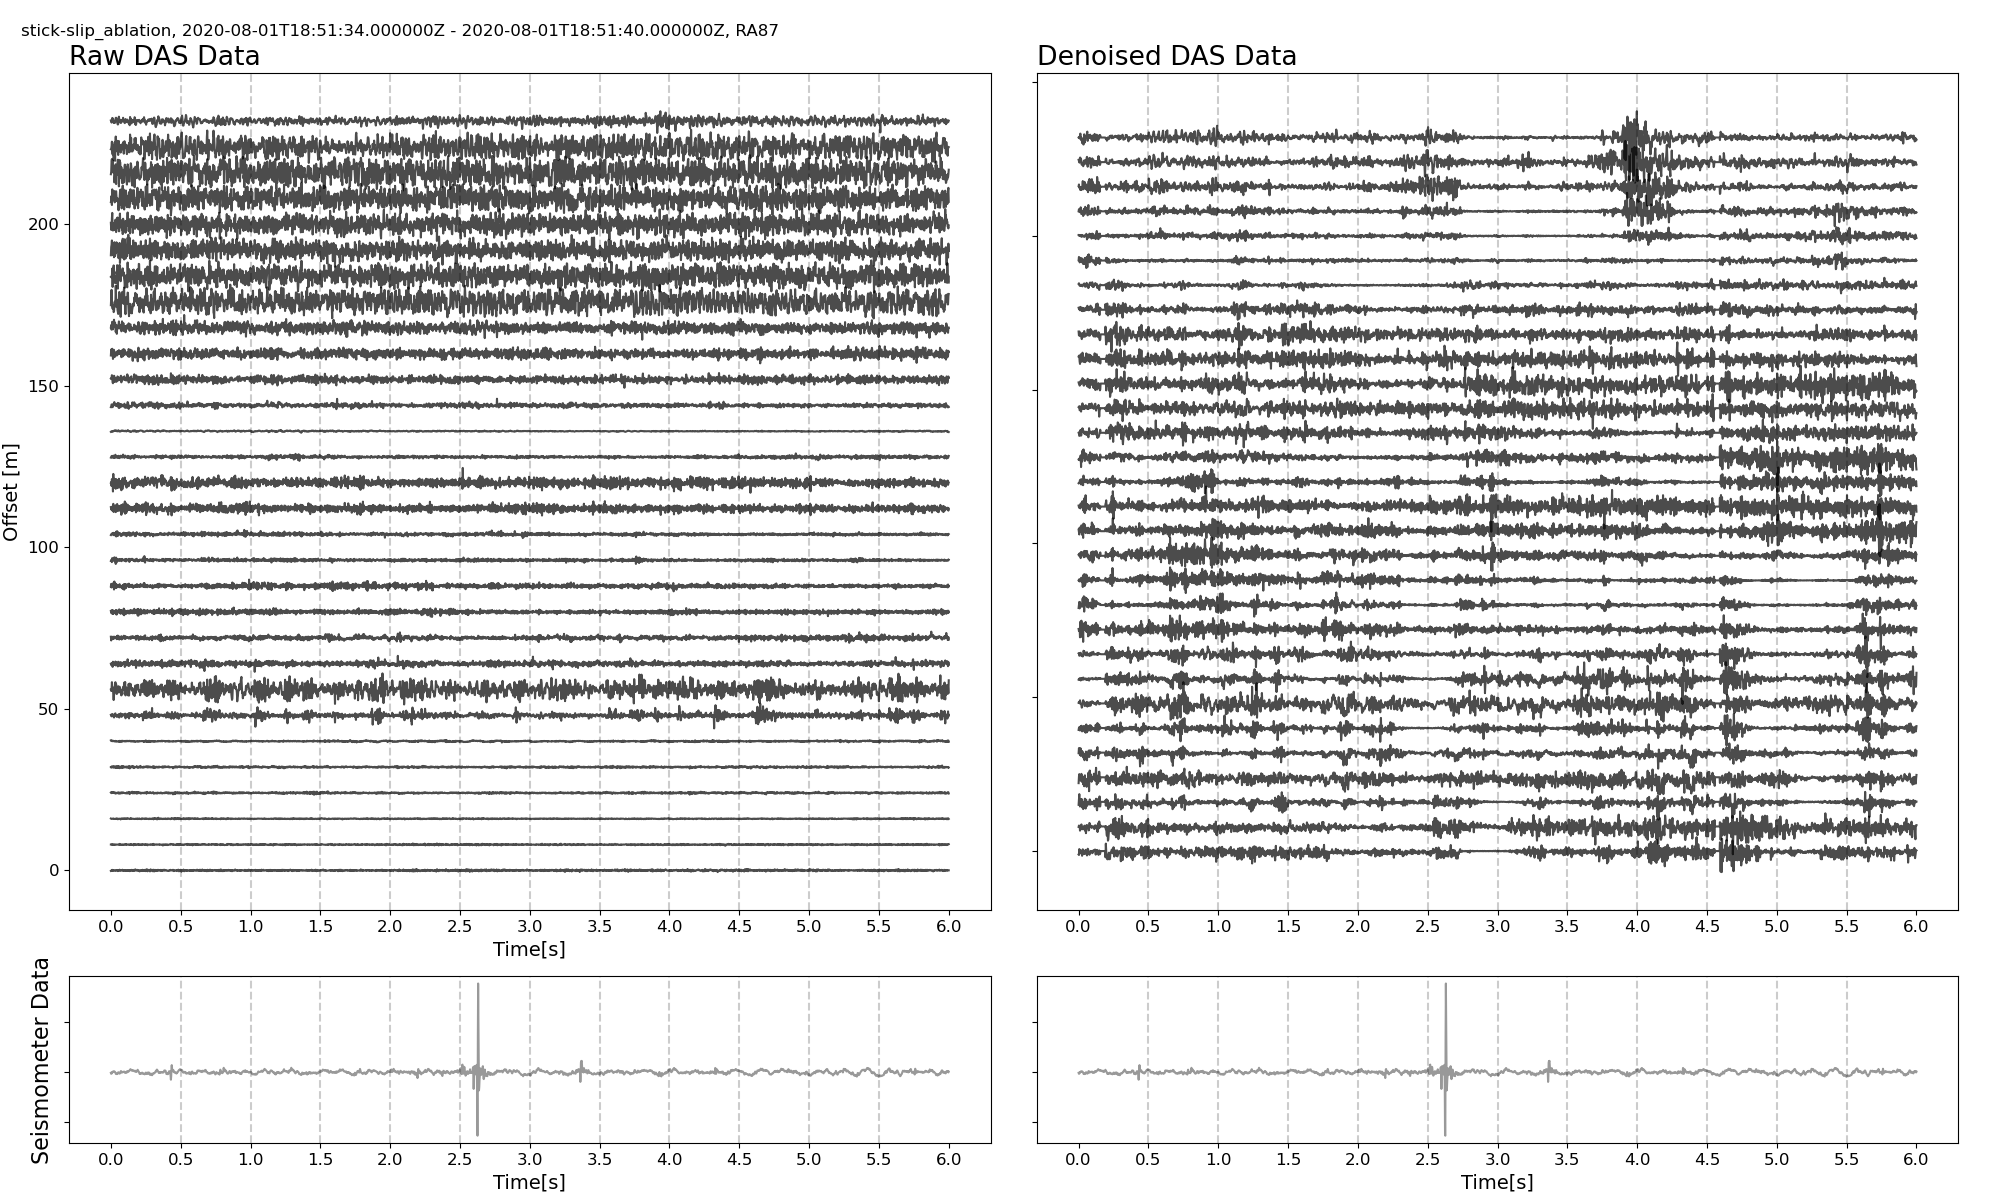 stick-slip_ablation, 2020-08-01T18:51:34.000000Z - 2020-08-01T18:51:40.000000Z, RA87
Raw DAS Data
Denoised DAS Data
Offset [m]
200
150
100
50
0
0.0 0.5 1.0 1.5 2.0 2.5 3.0 3.5 4.0 4.5 5.0 5.5 6.0
Time[s]
0.0 0.5 1.0 1.5 2.0 2.5 3.0 3.5 4.0 4.5 5.0 5.5 6.0
Seismometer Data
0.0 0.5 1.0 1.5 2.0 2.5 3.0 3.5 4.0 4.5 5.0 5.5 6.0
Time[s]
0.0 0.5 1.0 1.5 2.0 2.5 3.0 3.5 4.0 4.5 5.0 5.5 6.0
Time[s]